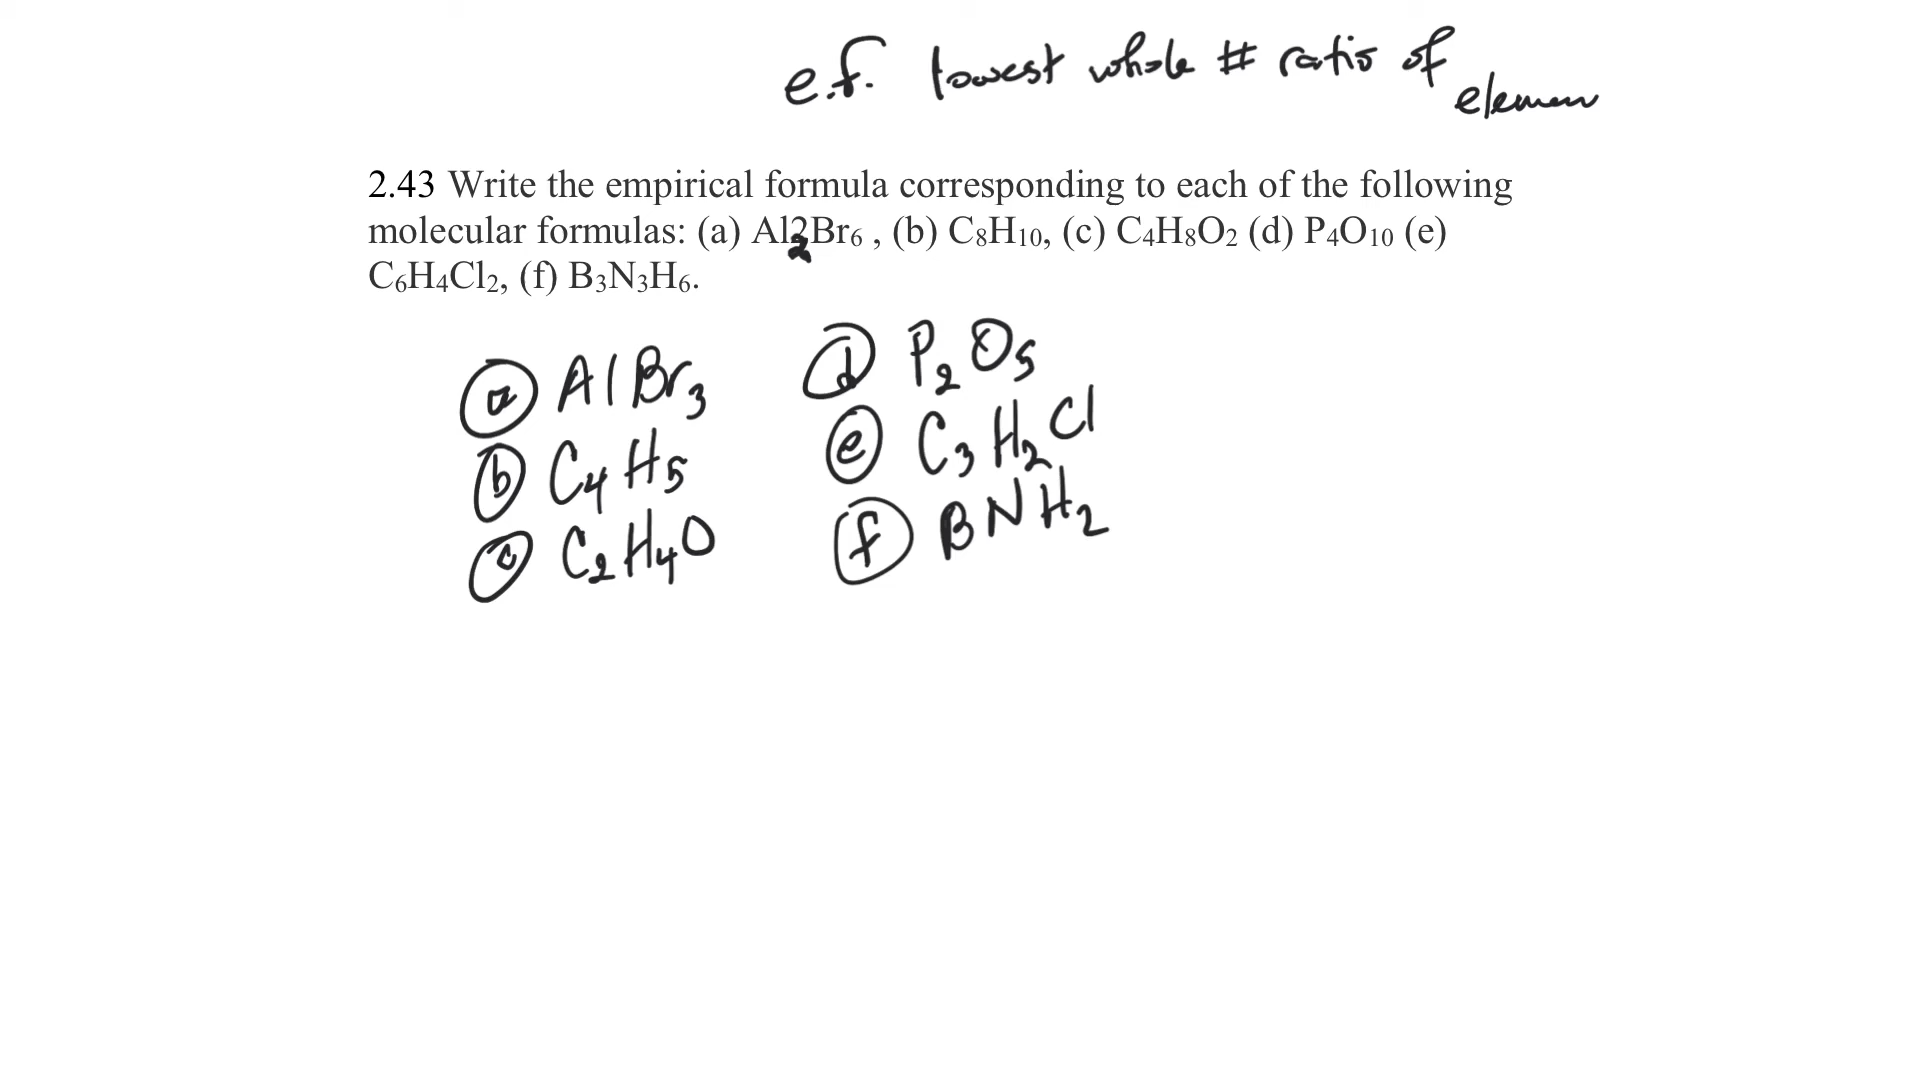 e.f. lowest whole # ratio of
elemen
2.43 Write the empirical formula corresponding to each of the following
molecular formulas: (a) Al₂Br₆ , (b) C₈H₁₀, (c) C₄H₈O₂ (d) P₄O₁₀ (e)
C₆H₄Cl₂, (f) B₃N₃H₆.
ⓐ AlBr₃
ⓑ C₄H₅
ⓒ C₂H₄O
ⓓ P₂O₅
ⓔ C₃H₂Cl
ⓕ BNH₂